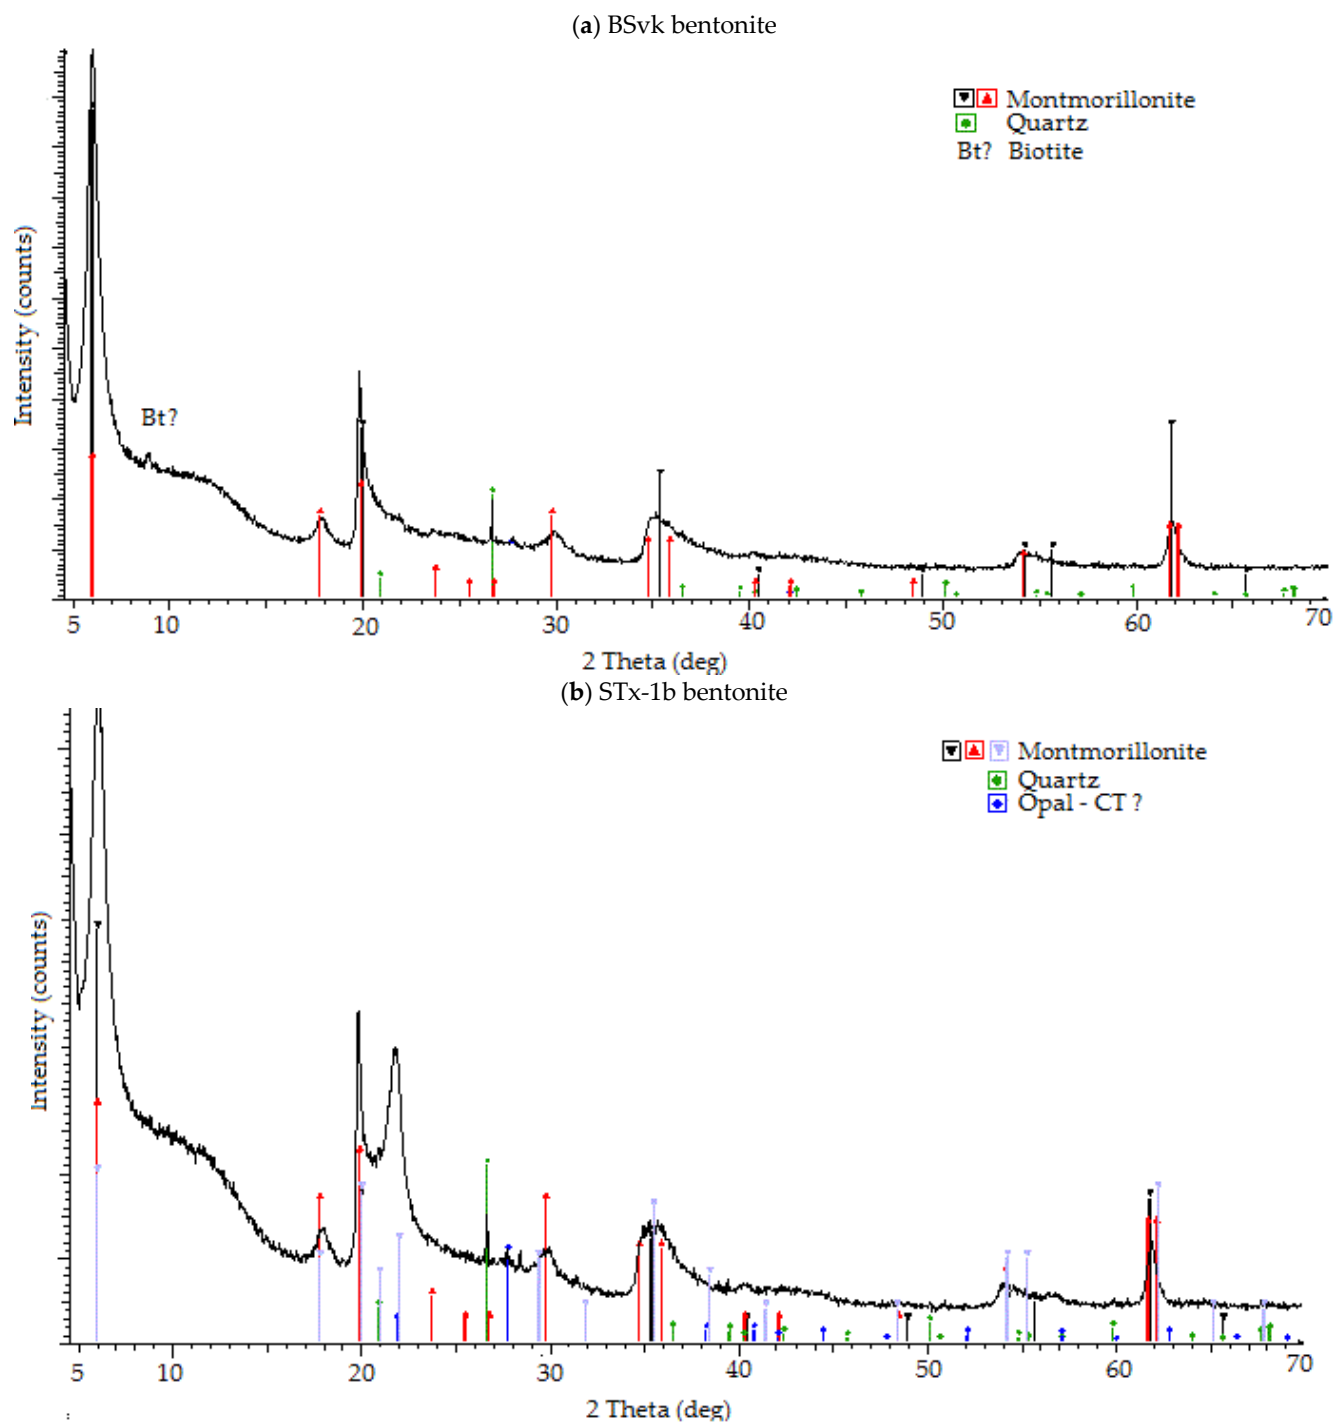 (a) BSvk bentonite
Montmorillonite
Quartz
Bt? Biotite
Intensity (counts)
Bt?
5 10 20 30 40 50 60 70
2 Theta (deg)
(b) STx-1b bentonite
Montmorillonite
Quartz
Opal - CT ?
Intensity (counts)
5 10 20 30 40 50 60 70
2 Theta (deg)